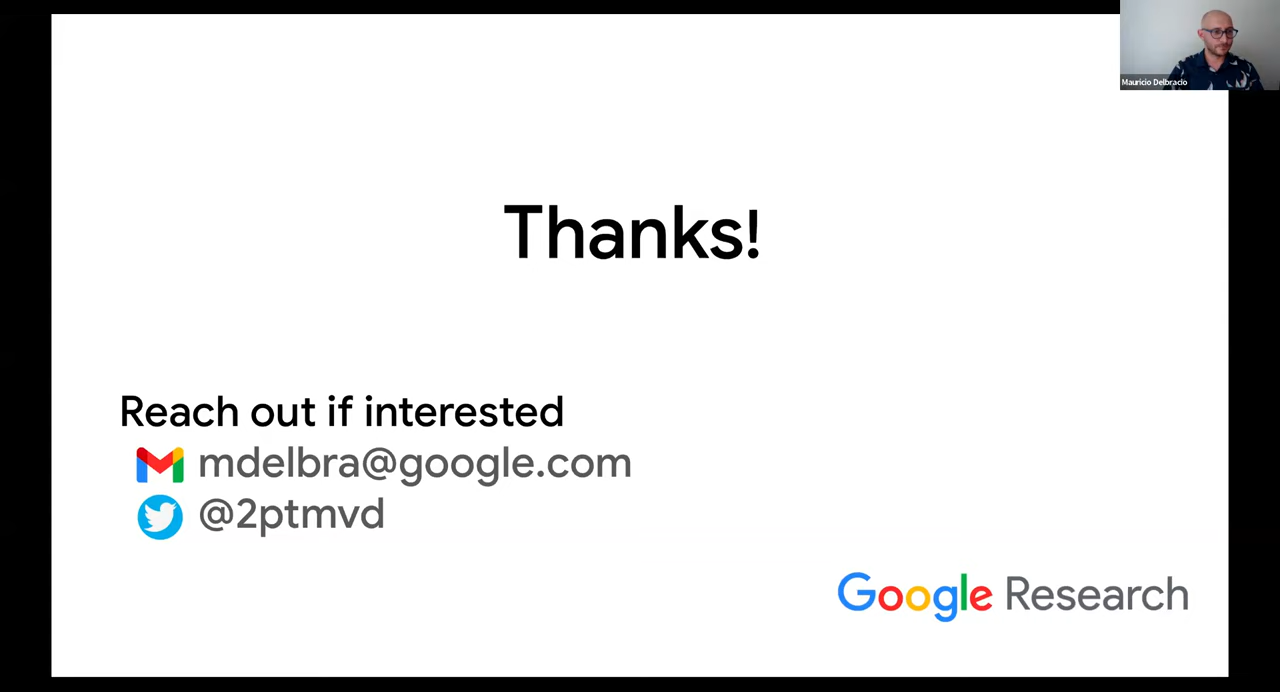 Mauricio Delbracio
Thanks!
Reach out if interested
mdelbra@google.com
@2ptmvd
Google Research